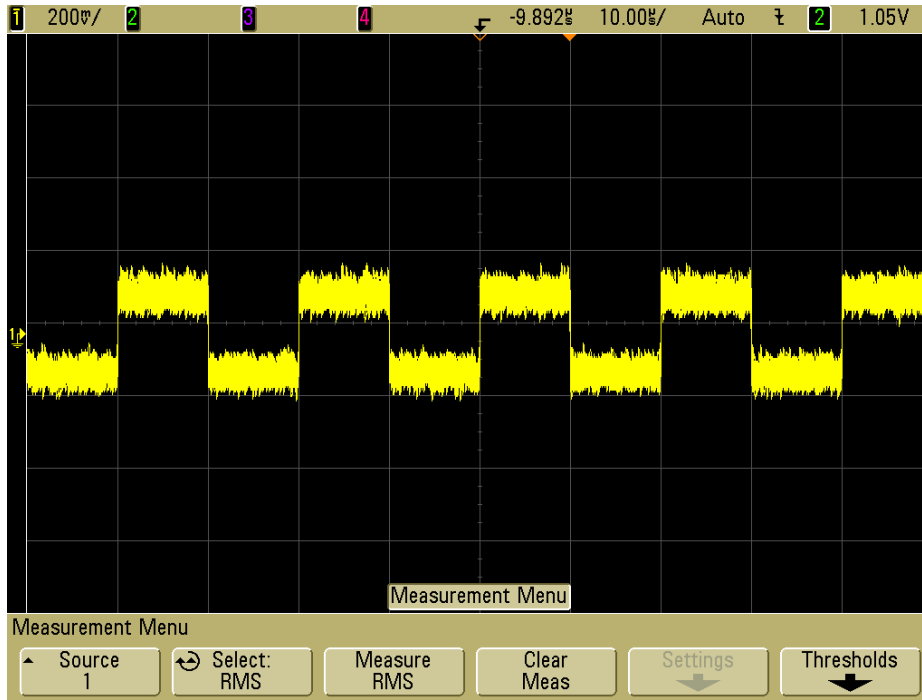 1 200mV/ 2 3 4 -9.892us 10.00us/ Auto 2 1.05V
1
Measurement Menu
Measurement Menu
Source
1
Select:
RMS
Measure
RMS
Clear
Meas
Settings
Thresholds